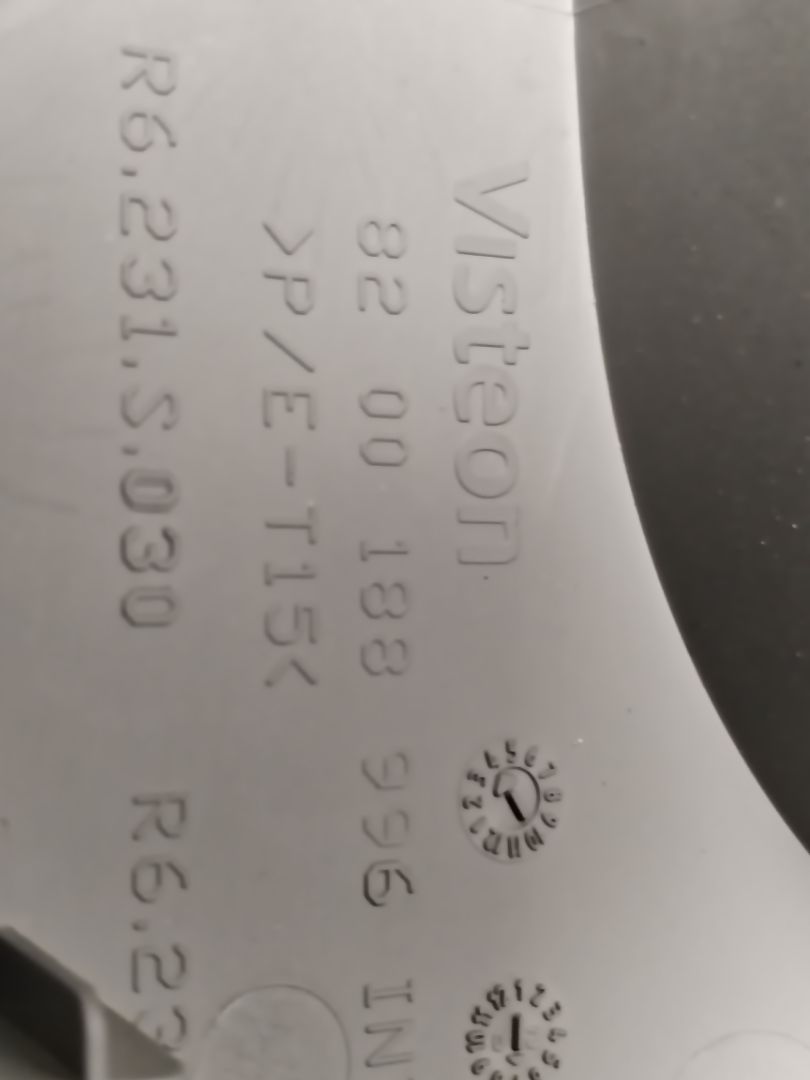 Visteon
82 00 188 996 IN
>P/E-T15<
R6.231.S.030 R6.23